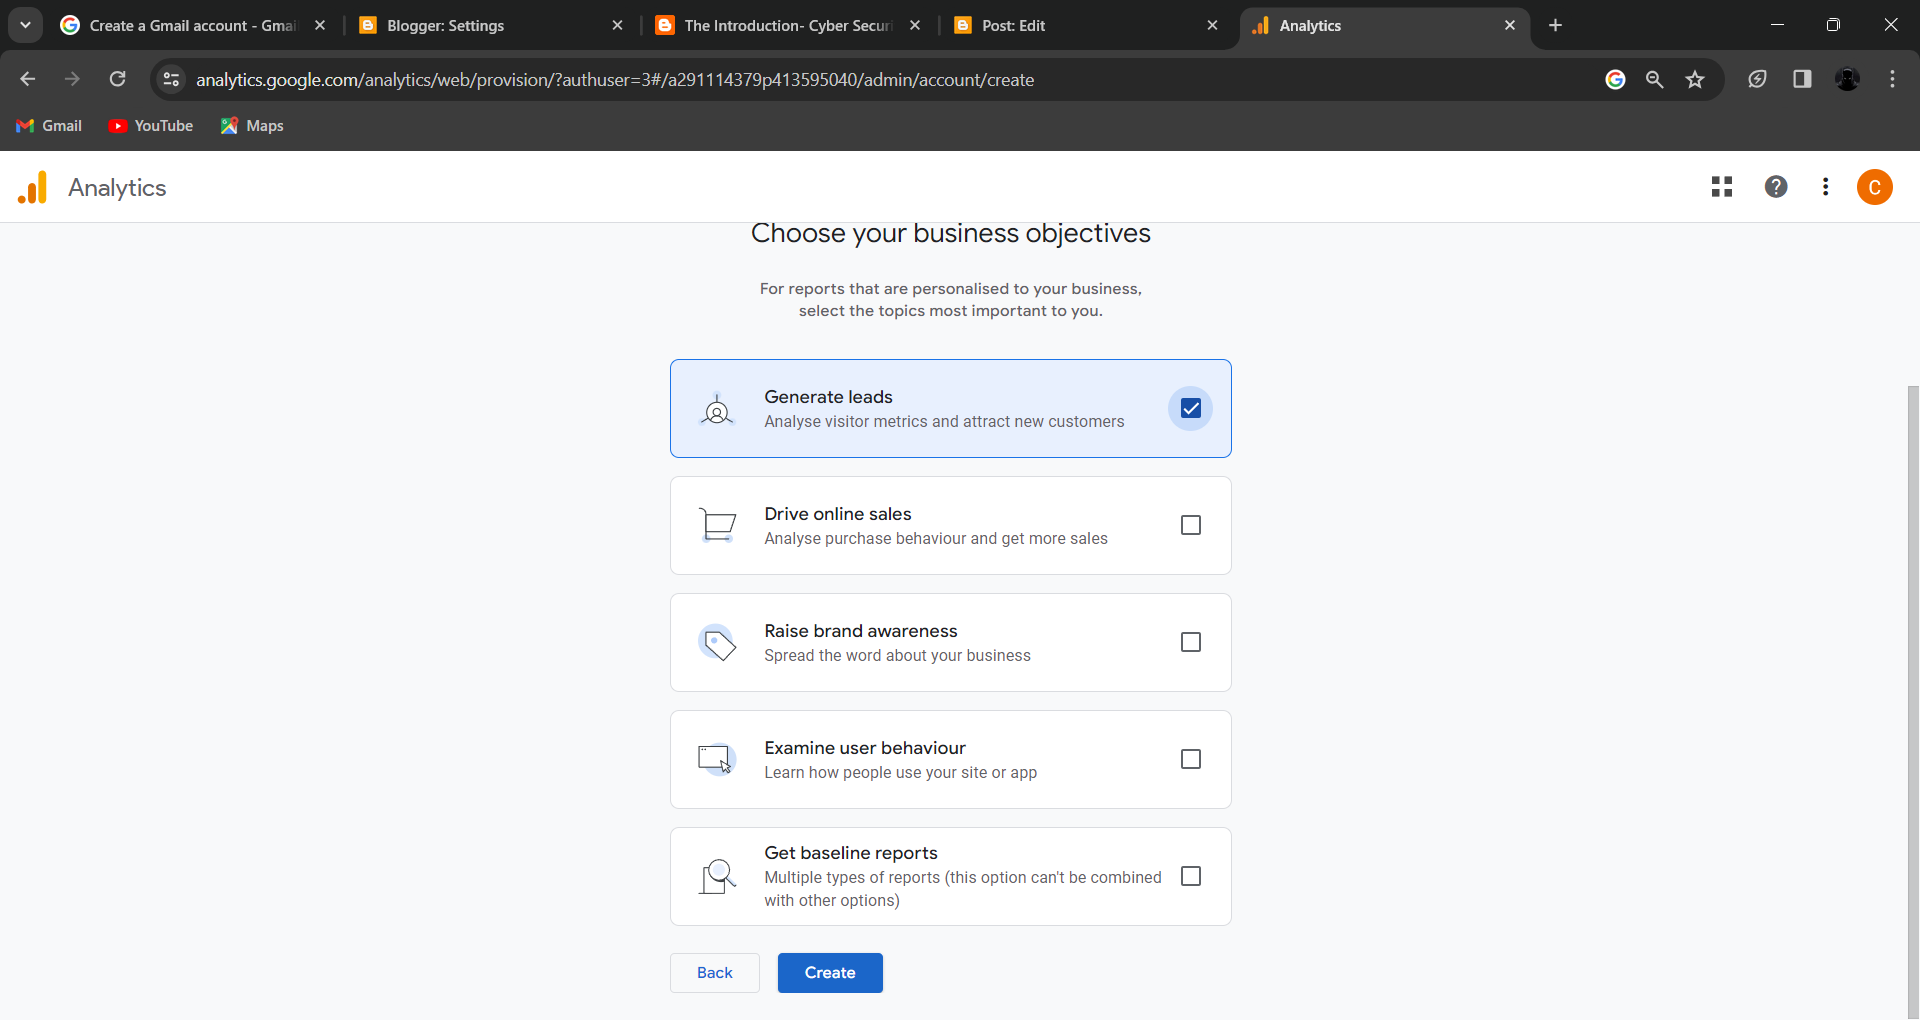 Create a Gmail account - Gmai
Blogger: Settings
The Introduction- Cyber Securi
Post: Edit
Analytics
analytics.google.com/analytics/web/provision/?authuser=3#/a291114379p413595040/admin/account/create
Gmail
YouTube
Maps
Analytics
C
Choose your business objectives
For reports that are personalised to your business,
select the topics most important to you.
Generate leads
Analyse visitor metrics and attract new customers
Drive online sales
Analyse purchase behaviour and get more sales
Raise brand awareness
Spread the word about your business
Examine user behaviour
Learn how people use your site or app
Get baseline reports
Multiple types of reports (this option can't be combined
with other options)
Back
Create